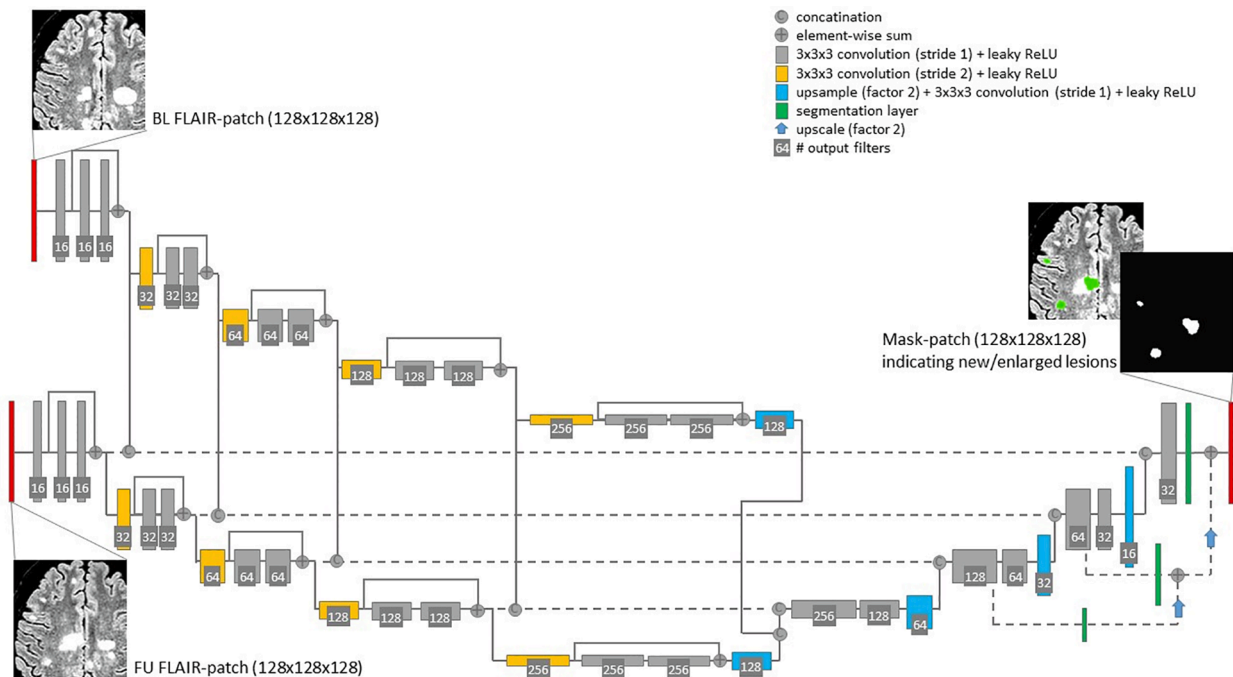 concatination
element-wise sum
3x3x3 convolution (stride 1) + leaky ReLU
3x3x3 convolution (stride 2) + leaky ReLU
upsample (factor 2) + 3x3x3 convolution (stride 1) + leaky ReLU
segmentation layer
upscale (factor 2)
64 # output filters
BL FLAIR-patch (128x128x128)
16 16 16
32 32 32
64 64 64
128 128 128
256 256 256 128
Mask-patch (128x128x128)
indicating new/enlarged lesions
16 16 16
32 32 32
64 64 64
128 128 128
256 256 256 128
C
C
C
C
C
C
C
C
C
C
256 128 64
128 64 32
64 32 16
32
FU FLAIR-patch (128x128x128)